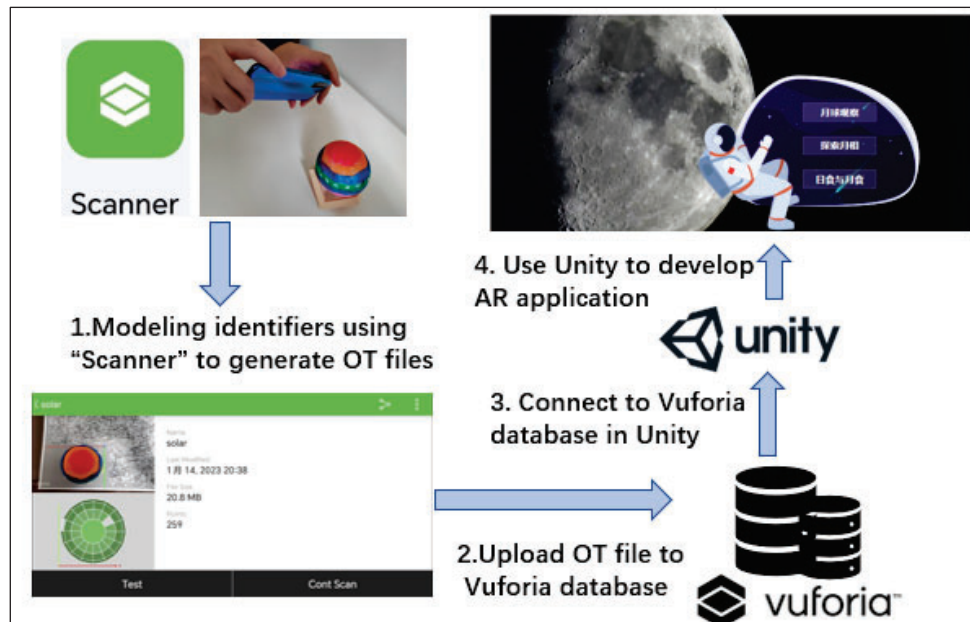 Scanner
1.Modeling identifiers using
“Scanner” to generate OT files
solar
Name
solar
Last Modified
1月 14, 2023 20:38
File Size
20.8 MB
Points
259
Test
Cont Scan
2.Upload OT file to
Vuforia database
vuforia™
3. Connect to Vuforia
database in Unity
unity
4. Use Unity to develop
AR application
月球观察
探索月相
日食与月食